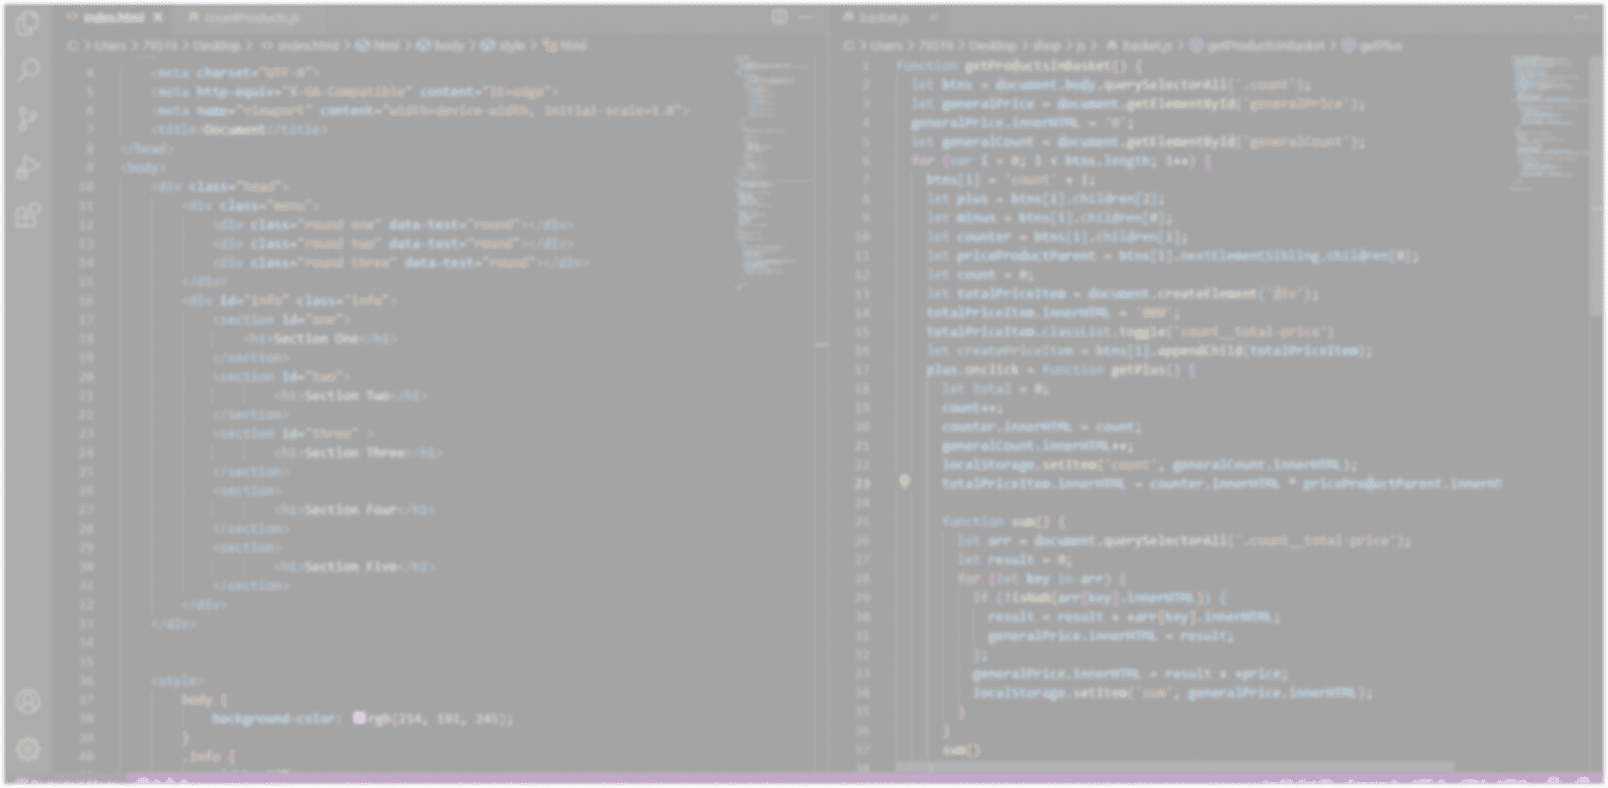 index.html
countProducts.js
C: > Users > 79519 > Desktop > index.html > html > body > style > html
4 <meta charset="UTF-8">
5 <meta http-equiv="X-UA-Compatible" content="IE=edge">
6 <meta name="viewport" content="width=device-width, initial-scale=1.0">
7 <title>Document</title>
8 </head>
9 <body>
10 <div class="head">
11 <div class="menu">
12 <div class="round one" data-test="round"></div>
13 <div class="round two" data-test="round"></div>
14 <div class="round three" data-test="round"></div>
15 </div>
16 <div id="info" class="info">
17 <section id="one">
18 <h1>Section One</h1>
19 </section>
20 <section id="two">
21 <h1>Section Two</h1>
22 </section>
23 <section id="three" >
24 <h1>Section Three</h1>
25 </section>
26 <section>
27 <h1>Section Four</h1>
28 </section>
29 <section>
30 <h1>Section Five</h1>
31 </section>
32 </div>
33 </div>
34
35
36 <style>
37 body {
38 background-color: rgb(214, 181, 245);
39 }
40 .info {
basket.js
C: > Users > 79519 > Desktop > shop > js > basket.js > getProductsInBasket > getPlus
1 function getProductsInBasket() {
2 let btns = document.body.querySelectorAll('.count');
3 let generalPrice = document.getElementById('generalPrice');
4 generalPrice.innerHTML = '0';
5 let generalCount = document.getElementById('generalCount');
6 for (var i = 0; i < btns.length; i++) {
7 btns[i] = 'count' + i;
8 let plus = btns[i].children[2];
9 let minus = btns[i].children[0];
10 let counter = btns[i].children[1];
11 let priceProductParent = btns[i].nextElementSibling.children[0];
12 let count = 0;
13 let totalPriceItem = document.createElement('div');
14 totalPriceItem.innerHTML = '000';
15 totalPriceItem.classList.toggle('count__total-price')
16 let createPriceItem = btns[i].appendChild(totalPriceItem);
17 plus.onclick = function getPlus() {
18 let total = 0;
19 count++;
20 counter.innerHTML = count;
21 generalCount.innerHTML++;
22 localStorage.setItem('count', generalCount.innerHTML);
23 totalPriceItem.innerHTML = counter.innerHTML * priceProductParent.innerHT
24
25 function sum() {
26 let arr = document.querySelectorAll('.count__total-price');
27 let result = 0;
28 for (let key in arr) {
29 if (!isNaN(arr[key].innerHTML)) {
30 result = result + +arr[key].innerHTML;
31 generalPrice.innerHTML = result;
32 };
33 generalPrice.innerHTML = result + +price;
34 localStorage.setItem('sum', generalPrice.innerHTML);
35 }
36 }
37 sum()
38